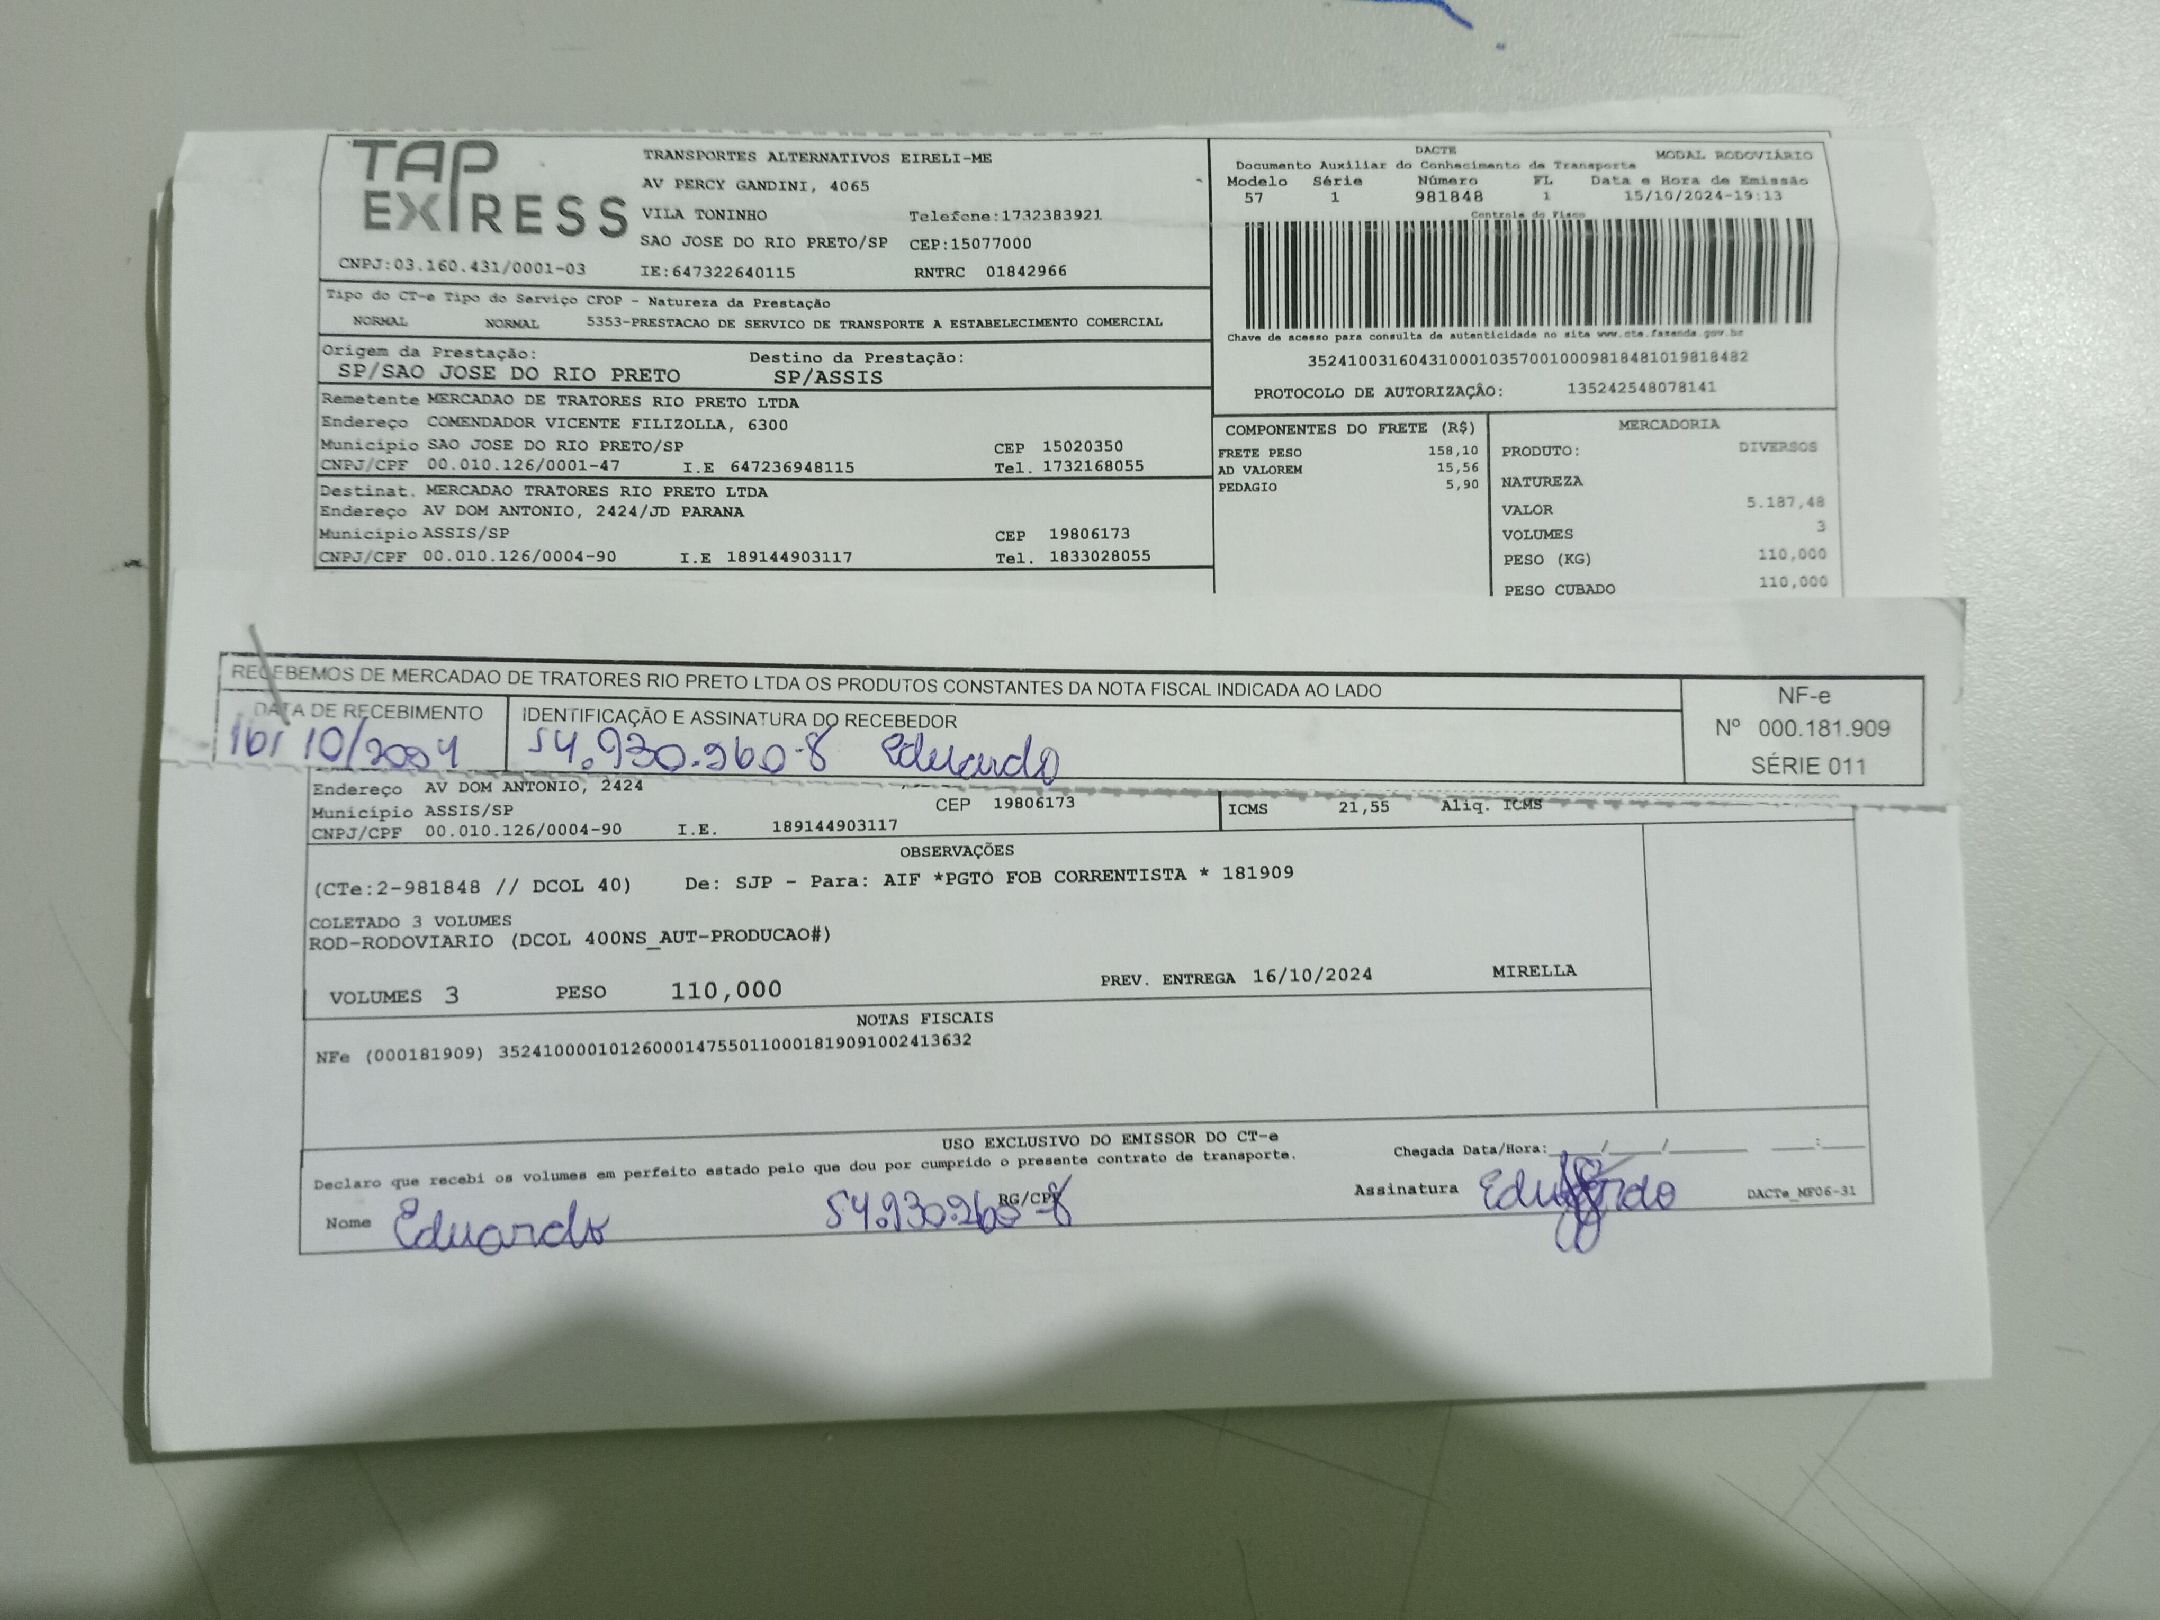 TAP EXPRESS
TRANSPORTES ALTERNATIVOS EIRELI-ME
AV PERCY GANDINI, 4065
VILA TONINHO Telefone:1732383921
SAO JOSE DO RIO PRETO/SP CEP:15077000
CNPJ:03.160.431/0001-03 IE:647322640115 RNTRC 01842966
DACTE
Documento Auxiliar do Conhecimento de Transporte MODAL RODOVIÁRIO
Modelo Série Número FL Data e Hora de Emissão
57 1 981848 1 15/10/2024-19:13
Controle do Fisco
Chave de acesso para consulta de autenticidade no site www.cte.fazenda.gov.br
35241003160431000103570010009818481019818482
PROTOCOLO DE AUTORIZAÇÃO: 135242548078141
Tipo do CT-e Tipo do Serviço CFOP - Natureza da Prestação
NORMAL NORMAL 5353-PRESTACAO DE SERVICO DE TRANSPORTE A ESTABELECIMENTO COMERCIAL
Origem da Prestação: Destino da Prestação:
SP/SAO JOSE DO RIO PRETO SP/ASSIS
Remetente MERCADAO DE TRATORES RIO PRETO LTDA
Endereço COMENDADOR VICENTE FILIZOLLA, 6300
Município SAO JOSE DO RIO PRETO/SP CEP 15020350
CNPJ/CPF 00.010.126/0001-47 I.E 647236948115 Tel. 1732168055
Destinat. MERCADAO TRATORES RIO PRETO LTDA
Endereço AV DOM ANTONIO, 2424/JD PARANA
Município ASSIS/SP CEP 19806173
CNPJ/CPF 00.010.126/0004-90 I.E 189144903117 Tel. 1833028055
COMPONENTES DO FRETE (R$)
FRETE PESO 158,10
AD VALOREM 15,56
PEDAGIO 5,90
MERCADORIA
PRODUTO: DIVERSOS
NATUREZA
VALOR 5.187,48
VOLUMES 3
PESO (KG) 110,000
PESO CUBADO 110,000
RECEBEMOS DE MERCADAO DE TRATORES RIO PRETO LTDA OS PRODUTOS CONSTANTES DA NOTA FISCAL INDICADA AO LADO
DATA DE RECEBIMENTO IDENTIFICAÇÃO E ASSINATURA DO RECEBEDOR
16/10/2024 54.930.260-8 Eduardo
NF-e
Nº 000.181.909
SÉRIE 011
Endereço AV DOM ANTONIO, 2424
Município ASSIS/SP CEP 19806173
CNPJ/CPF 00.010.126/0004-90 I.E. 189144903117
ICMS 21,55 Aliq. ICMS
OBSERVAÇÕES
(CTe:2-981848 // DCOL 40) De: SJP - Para: AIF *PGTO FOB CORRENTISTA * 181909
COLETADO 3 VOLUMES
ROD-RODOVIARIO (DCOL 400NS_AUT-PRODUCAO#)
VOLUMES 3 PESO 110,000 PREV. ENTREGA 16/10/2024 MIRELLA
NOTAS FISCAIS
NFe (000181909) 35241000010126000147550110001819091002413632
USO EXCLUSIVO DO EMISSOR DO CT-e
Declaro que recebi os volumes em perfeito estado pelo que dou por cumprido o presente contrato de transporte. Chegada Data/Hora:___/___/______ ___:___
Nome Eduardo RG/CPF 54.930.260-8 Assinatura Eduardo DACTe_MF06-31